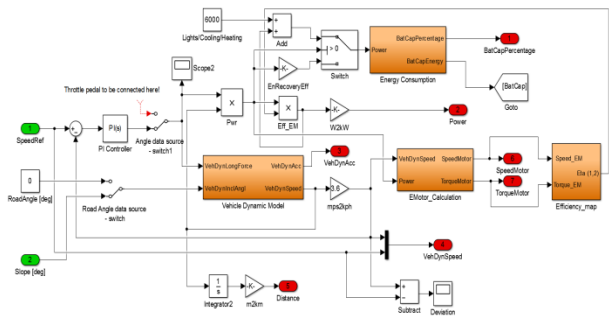 6000
Lights/Cooling/Heating
+
+
Add
> 0
Switch
Power
Energy Consumption
1
BatCapPercentage
BatCapPercentage
BatCapEnergy
[BatCap]
Goto
Scope2
-K-
EnRecoveryEff
Throttle pedal to be connected here!
×
Pwr
×
Eff_EM
-K-
W2kW
2
Power
1
SpeedRef
PI(s)
PI Controller
Angle data source
- switch1
0
RoadAngle [deg]
Road Angle data source
- switch
2
Slope [deg]
VehDynLongForce
VehDynAcc
VehDynInclAngl
VehDynSpeed
Vehicle Dynamic Model
3
VehDynAcc
3.6
mps2kph
VehDynSpeed
SpeedMotor
Power
TorqueMotor
EMotor_Calculation
6
SpeedMotor
7
TorqueMotor
Speed_EM
Eta (1,2)
Torque_EM
Efficiency_map
4
VehDynSpeed
1
s
Integrator2
-K-
m2km
5
Distance
+
−
Subtract
Deviation